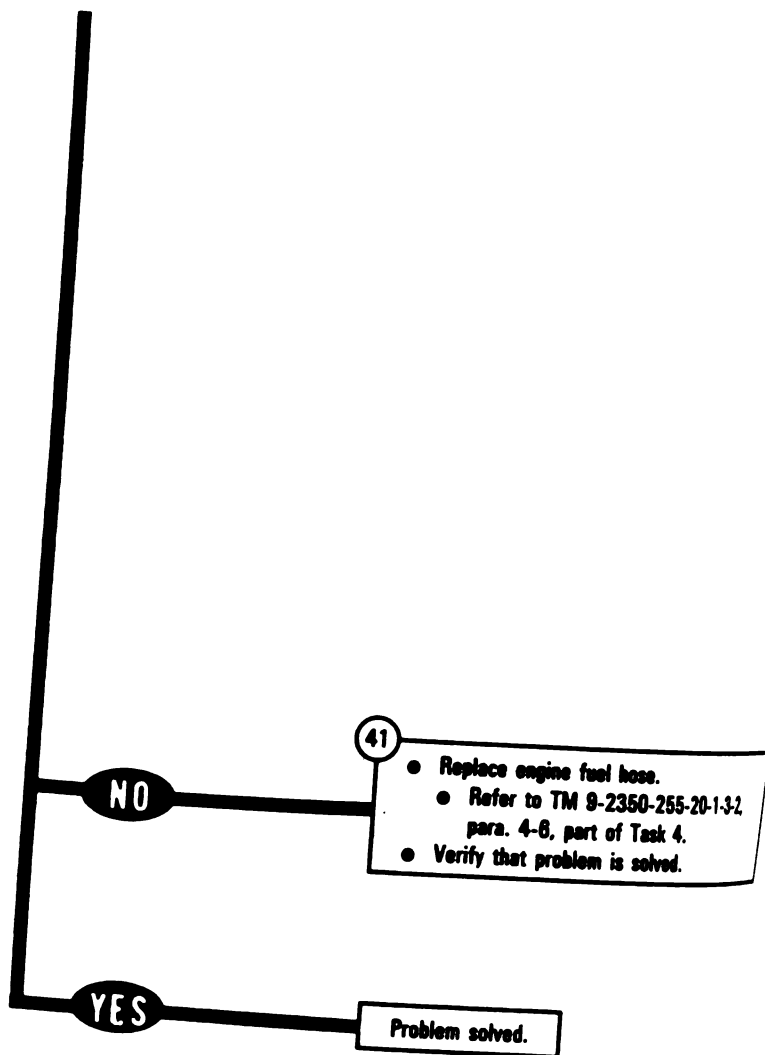 41
● Replace engine fuel hose.
● Refer to TM 9-2350-255-20-1-3-2,
para. 4-6, part of Task 4.
● Verify that problem is solved.
NO
YES
Problem solved.